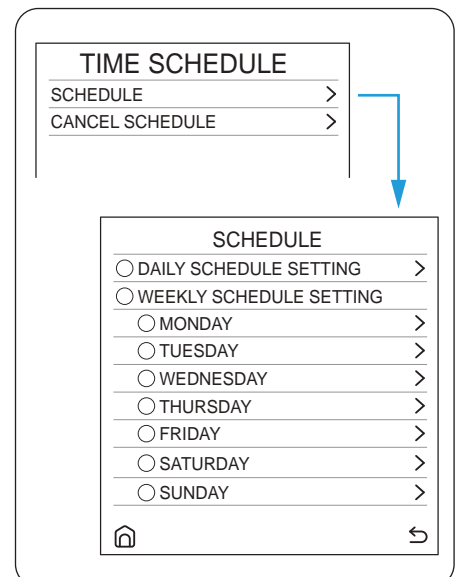 TIME SCHEDULE
SCHEDULE
CANCEL SCHEDULE
SCHEDULE
DAILY SCHEDULE SETTING
WEEKLY SCHEDULE SETTING
MONDAY
TUESDAY
WEDNESDAY
THURSDAY
FRIDAY
SATURDAY
SUNDAY